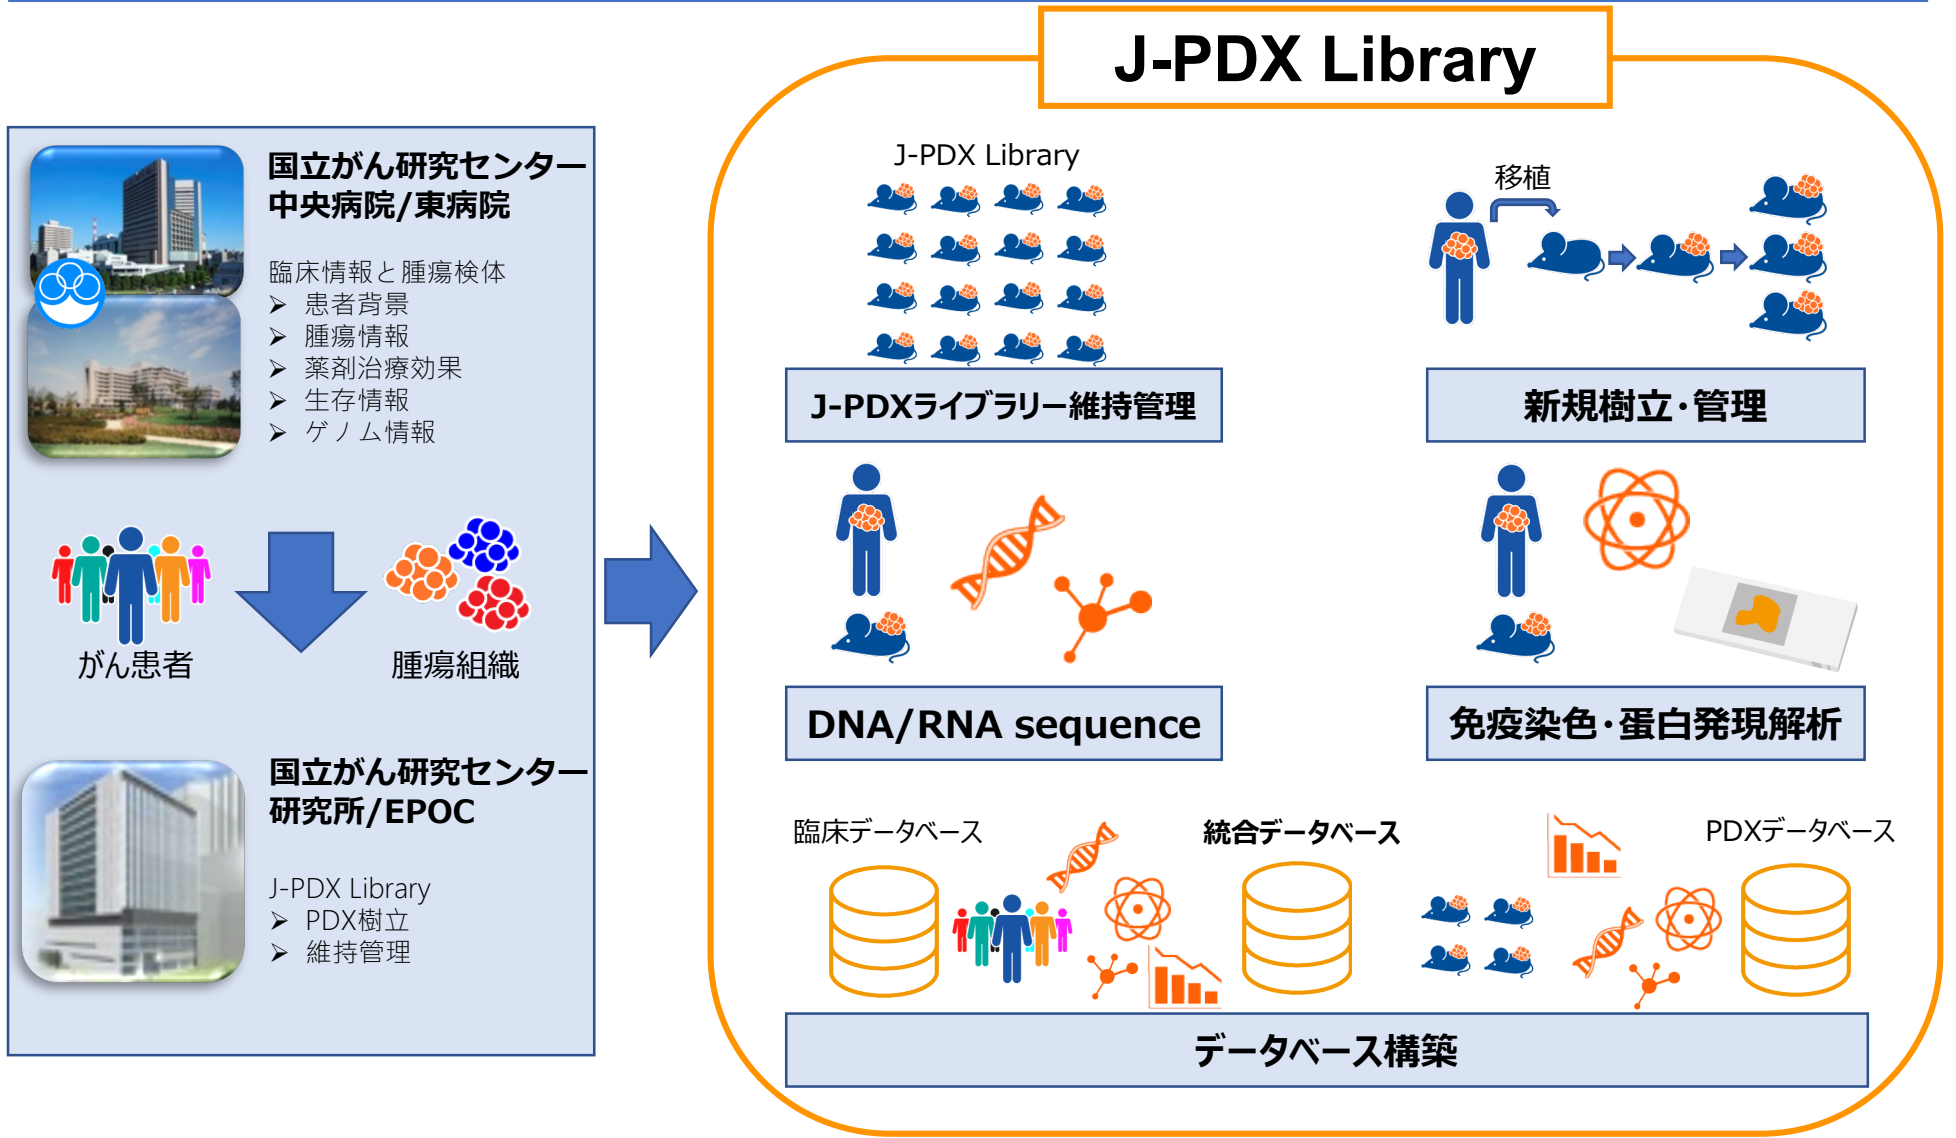 J-PDX Library
国立がん研究センター
中央病院/東病院
臨床情報と腫瘍検体
➢ 患者背景
➢ 腫瘍情報
➢ 薬剤治療効果
➢ 生存情報
➢ ゲノム情報
がん患者
腫瘍組織
国立がん研究センター
研究所/EPOC
J-PDX Library
➢ PDX樹立
➢ 維持管理
J-PDX Library
J-PDXライブラリー維持管理
移植
新規樹立・管理
DNA/RNA sequence
免疫染色・蛋白発現解析
臨床データベース
統合データベース
PDXデータベース
データベース構築